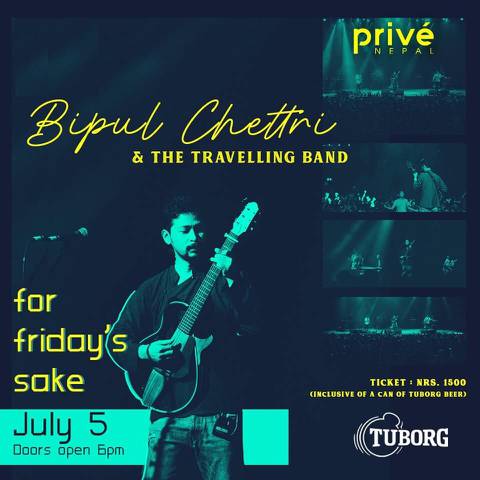 privé
NEPAL
Bipul Chettri
& THE TRAVELLING BAND
for
friday's
sake
July 5
Doors open 6pm
TICKET : NRS. 1500
(INCLUSIVE OF A CAN OF TUBORG BEER)
TUBORG